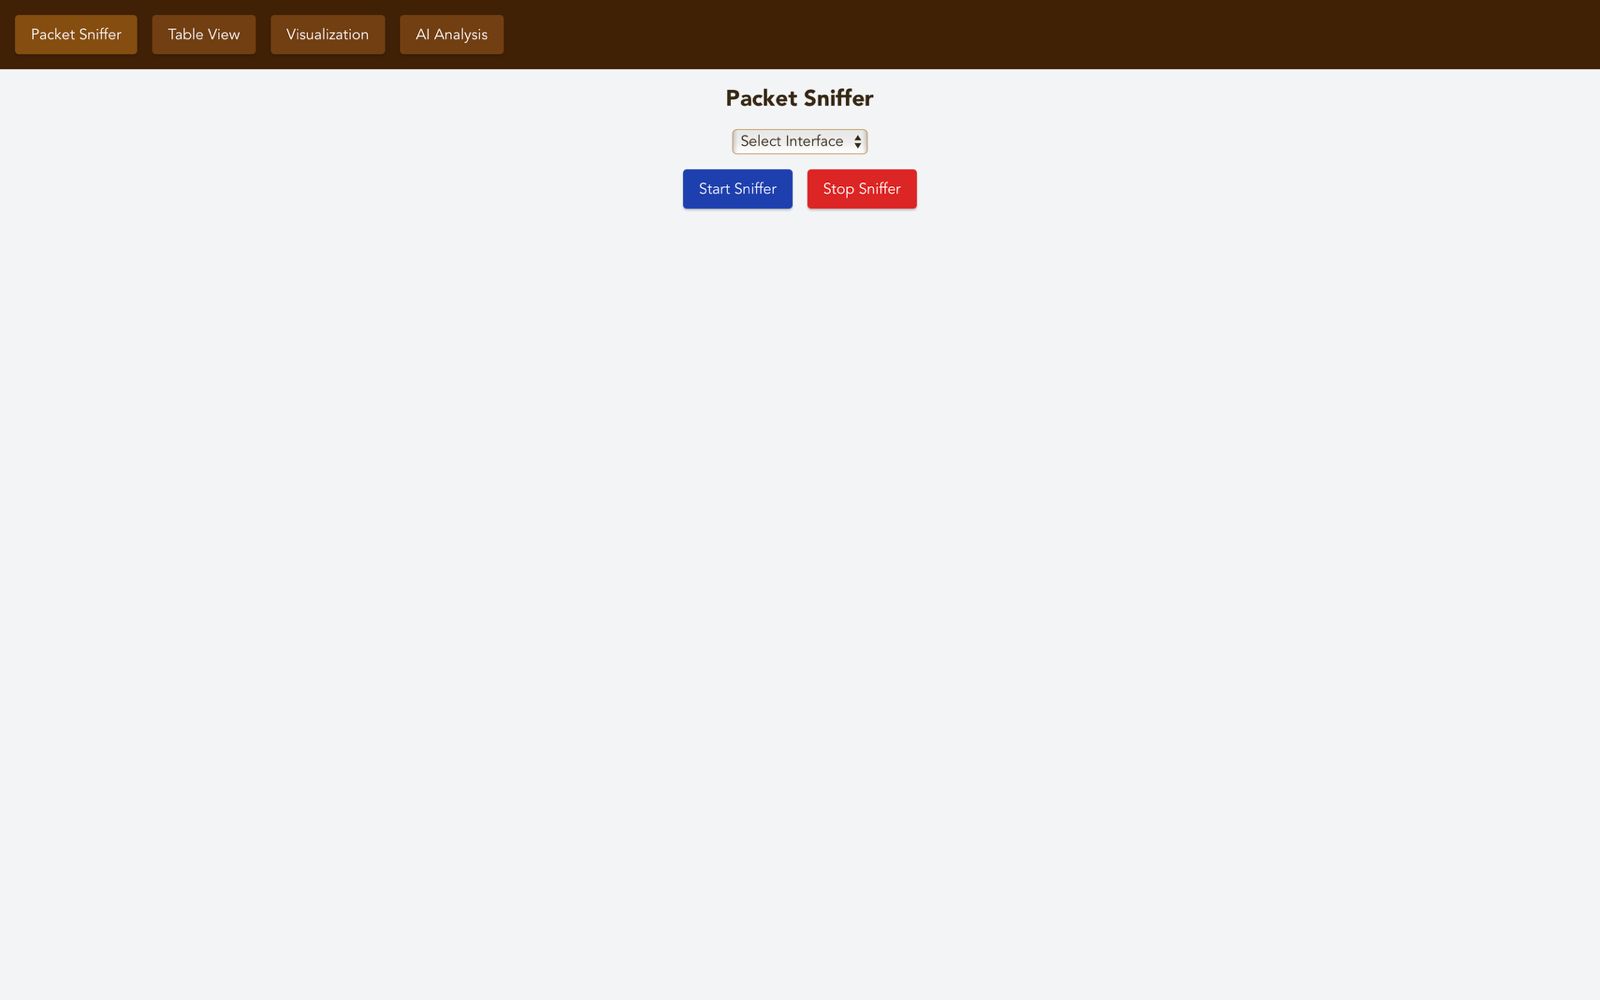 Packet Sniffer Table View Visualization AI Analysis
Packet Sniffer
Select Interface
Start Sniffer Stop Sniffer